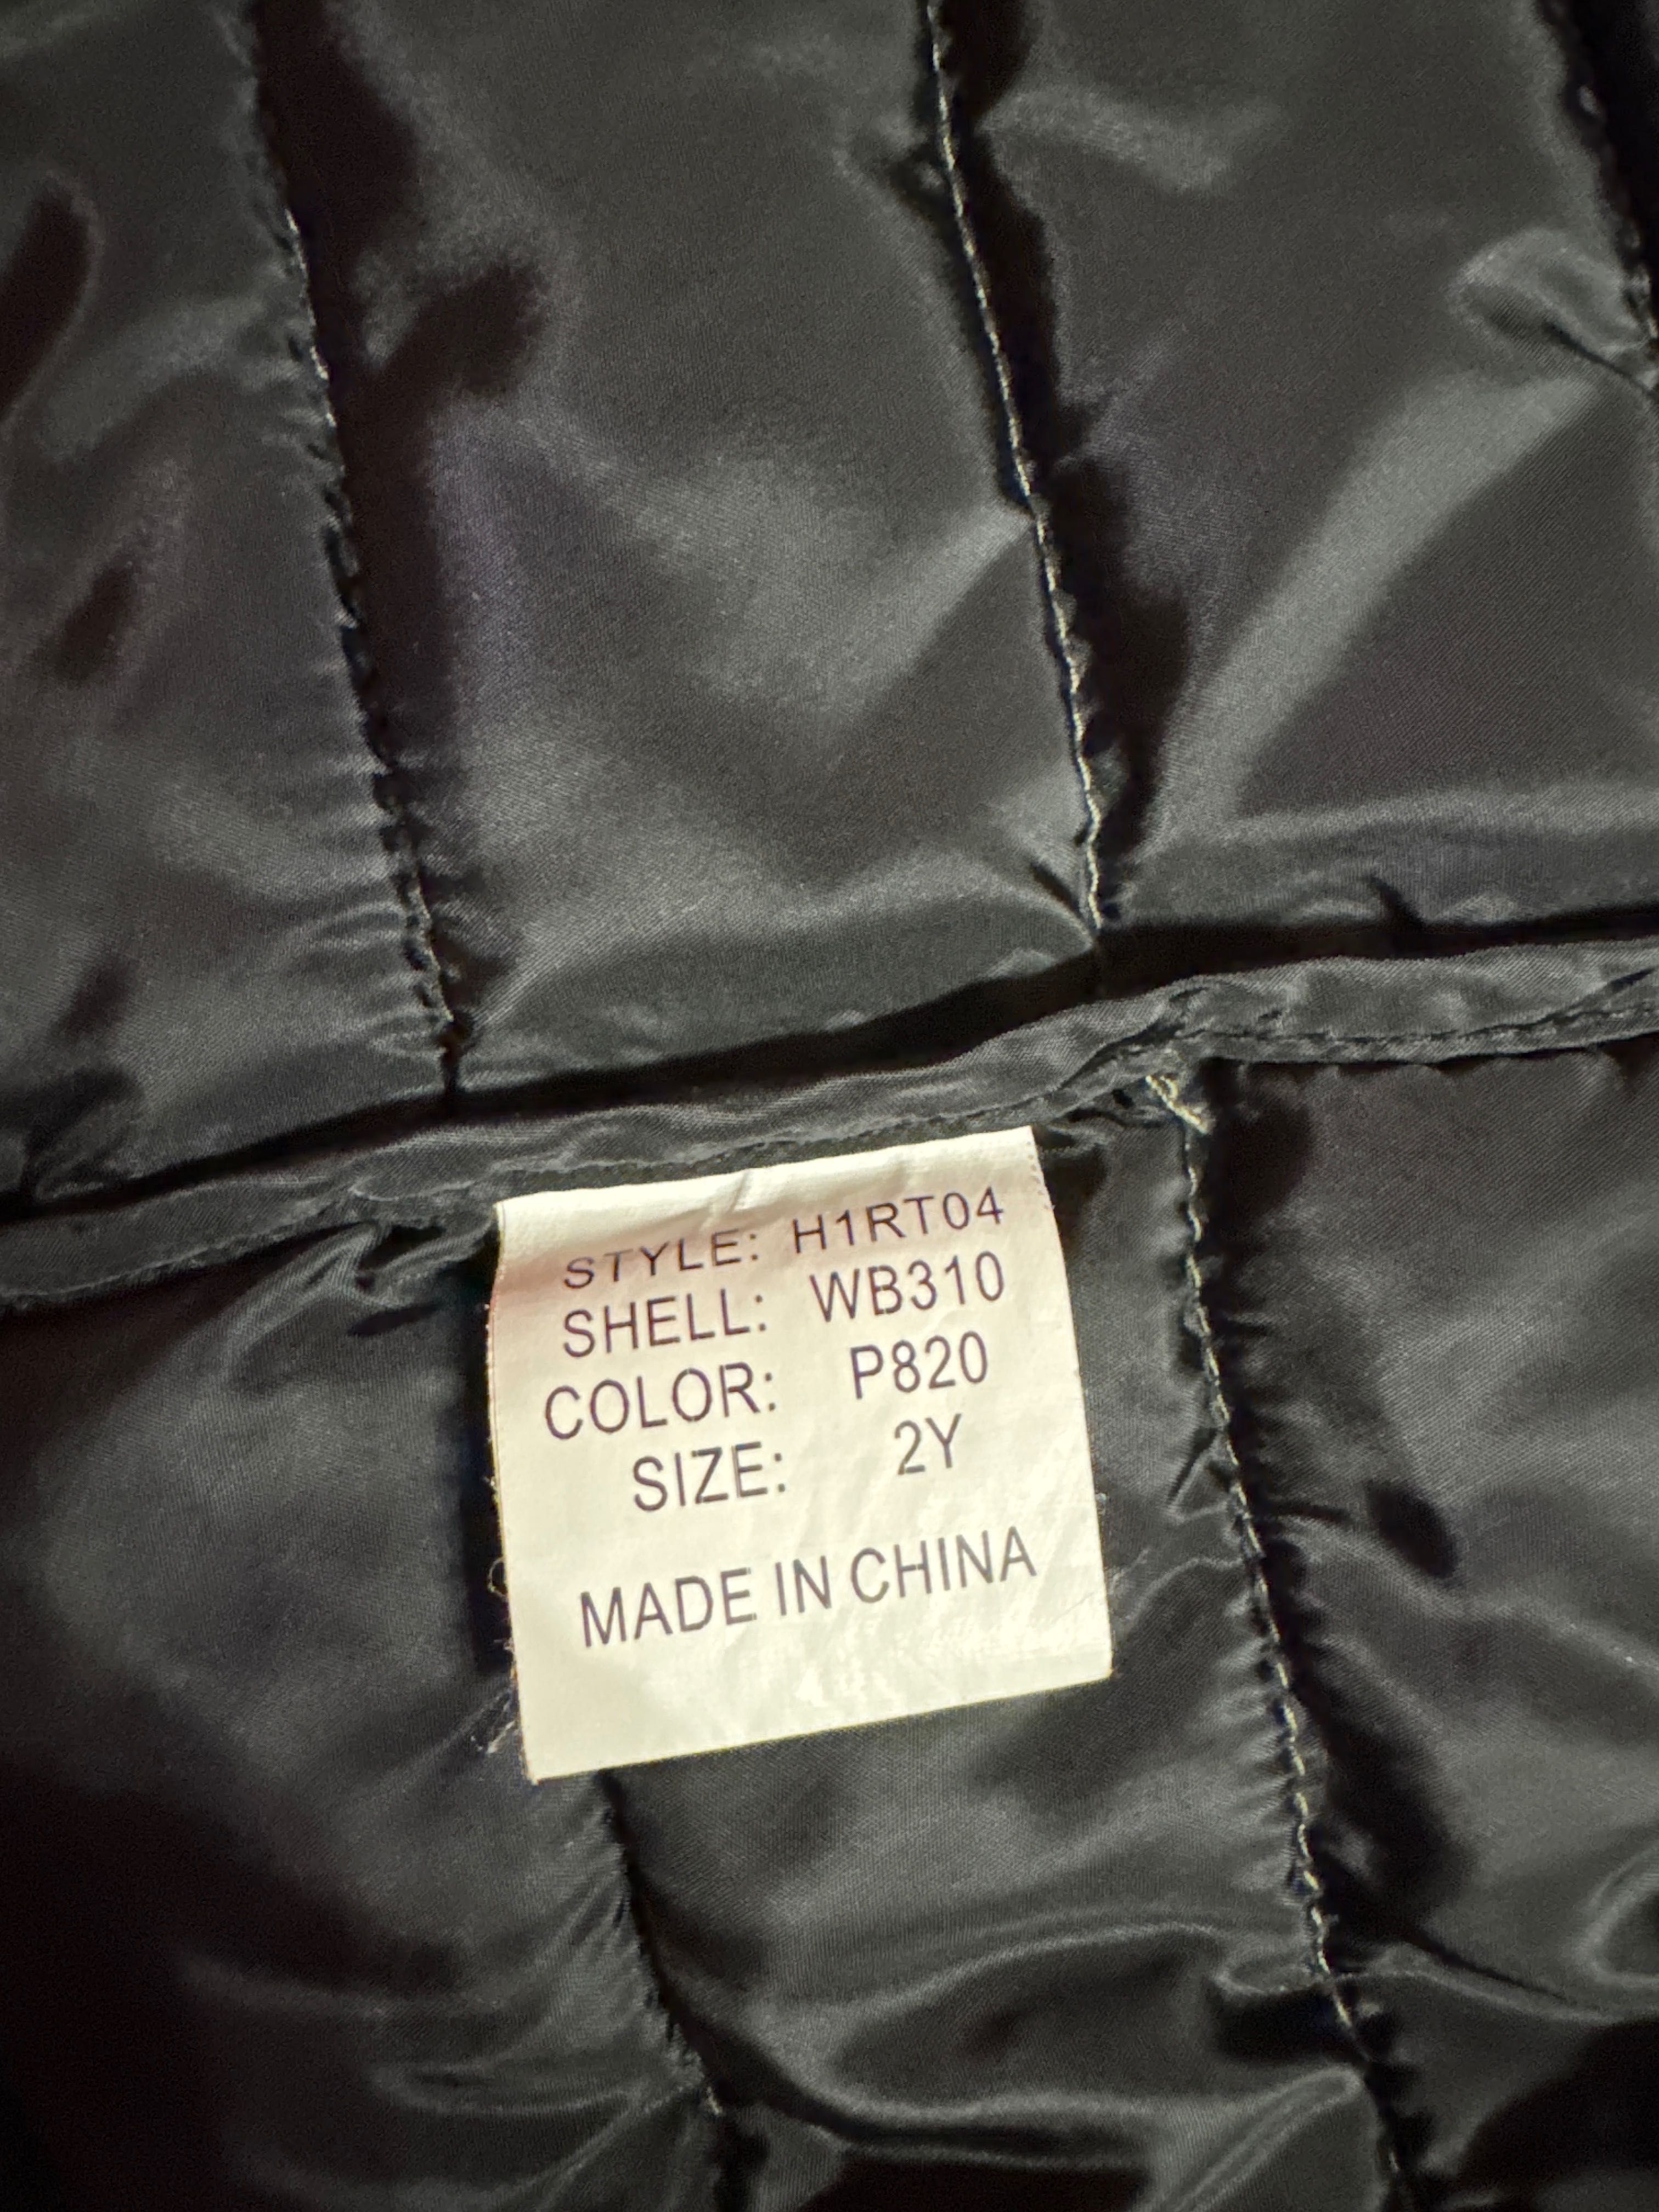 STYLE: H1RT04
SHELL: WB310
COLOR: P820
SIZE: 2Y
MADE IN CHINA